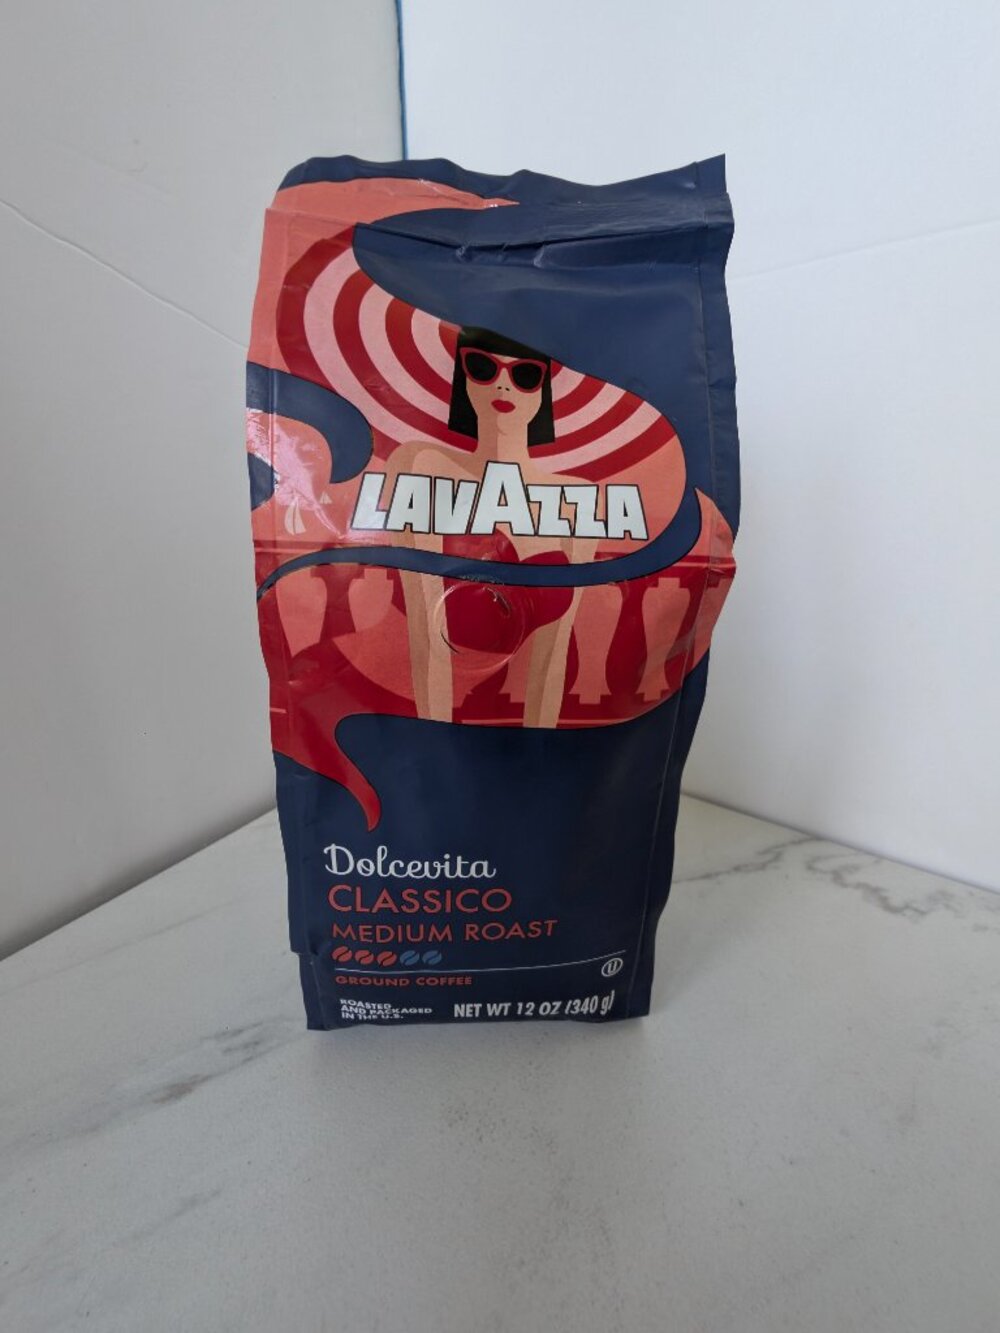 LAVAZZA
Dolcevita
CLASSICO
MEDIUM ROAST
GROUND COFFEE
ROASTED
AND PACKAGED
IN THE U.S.
NET WT 12 OZ (340 g)
U